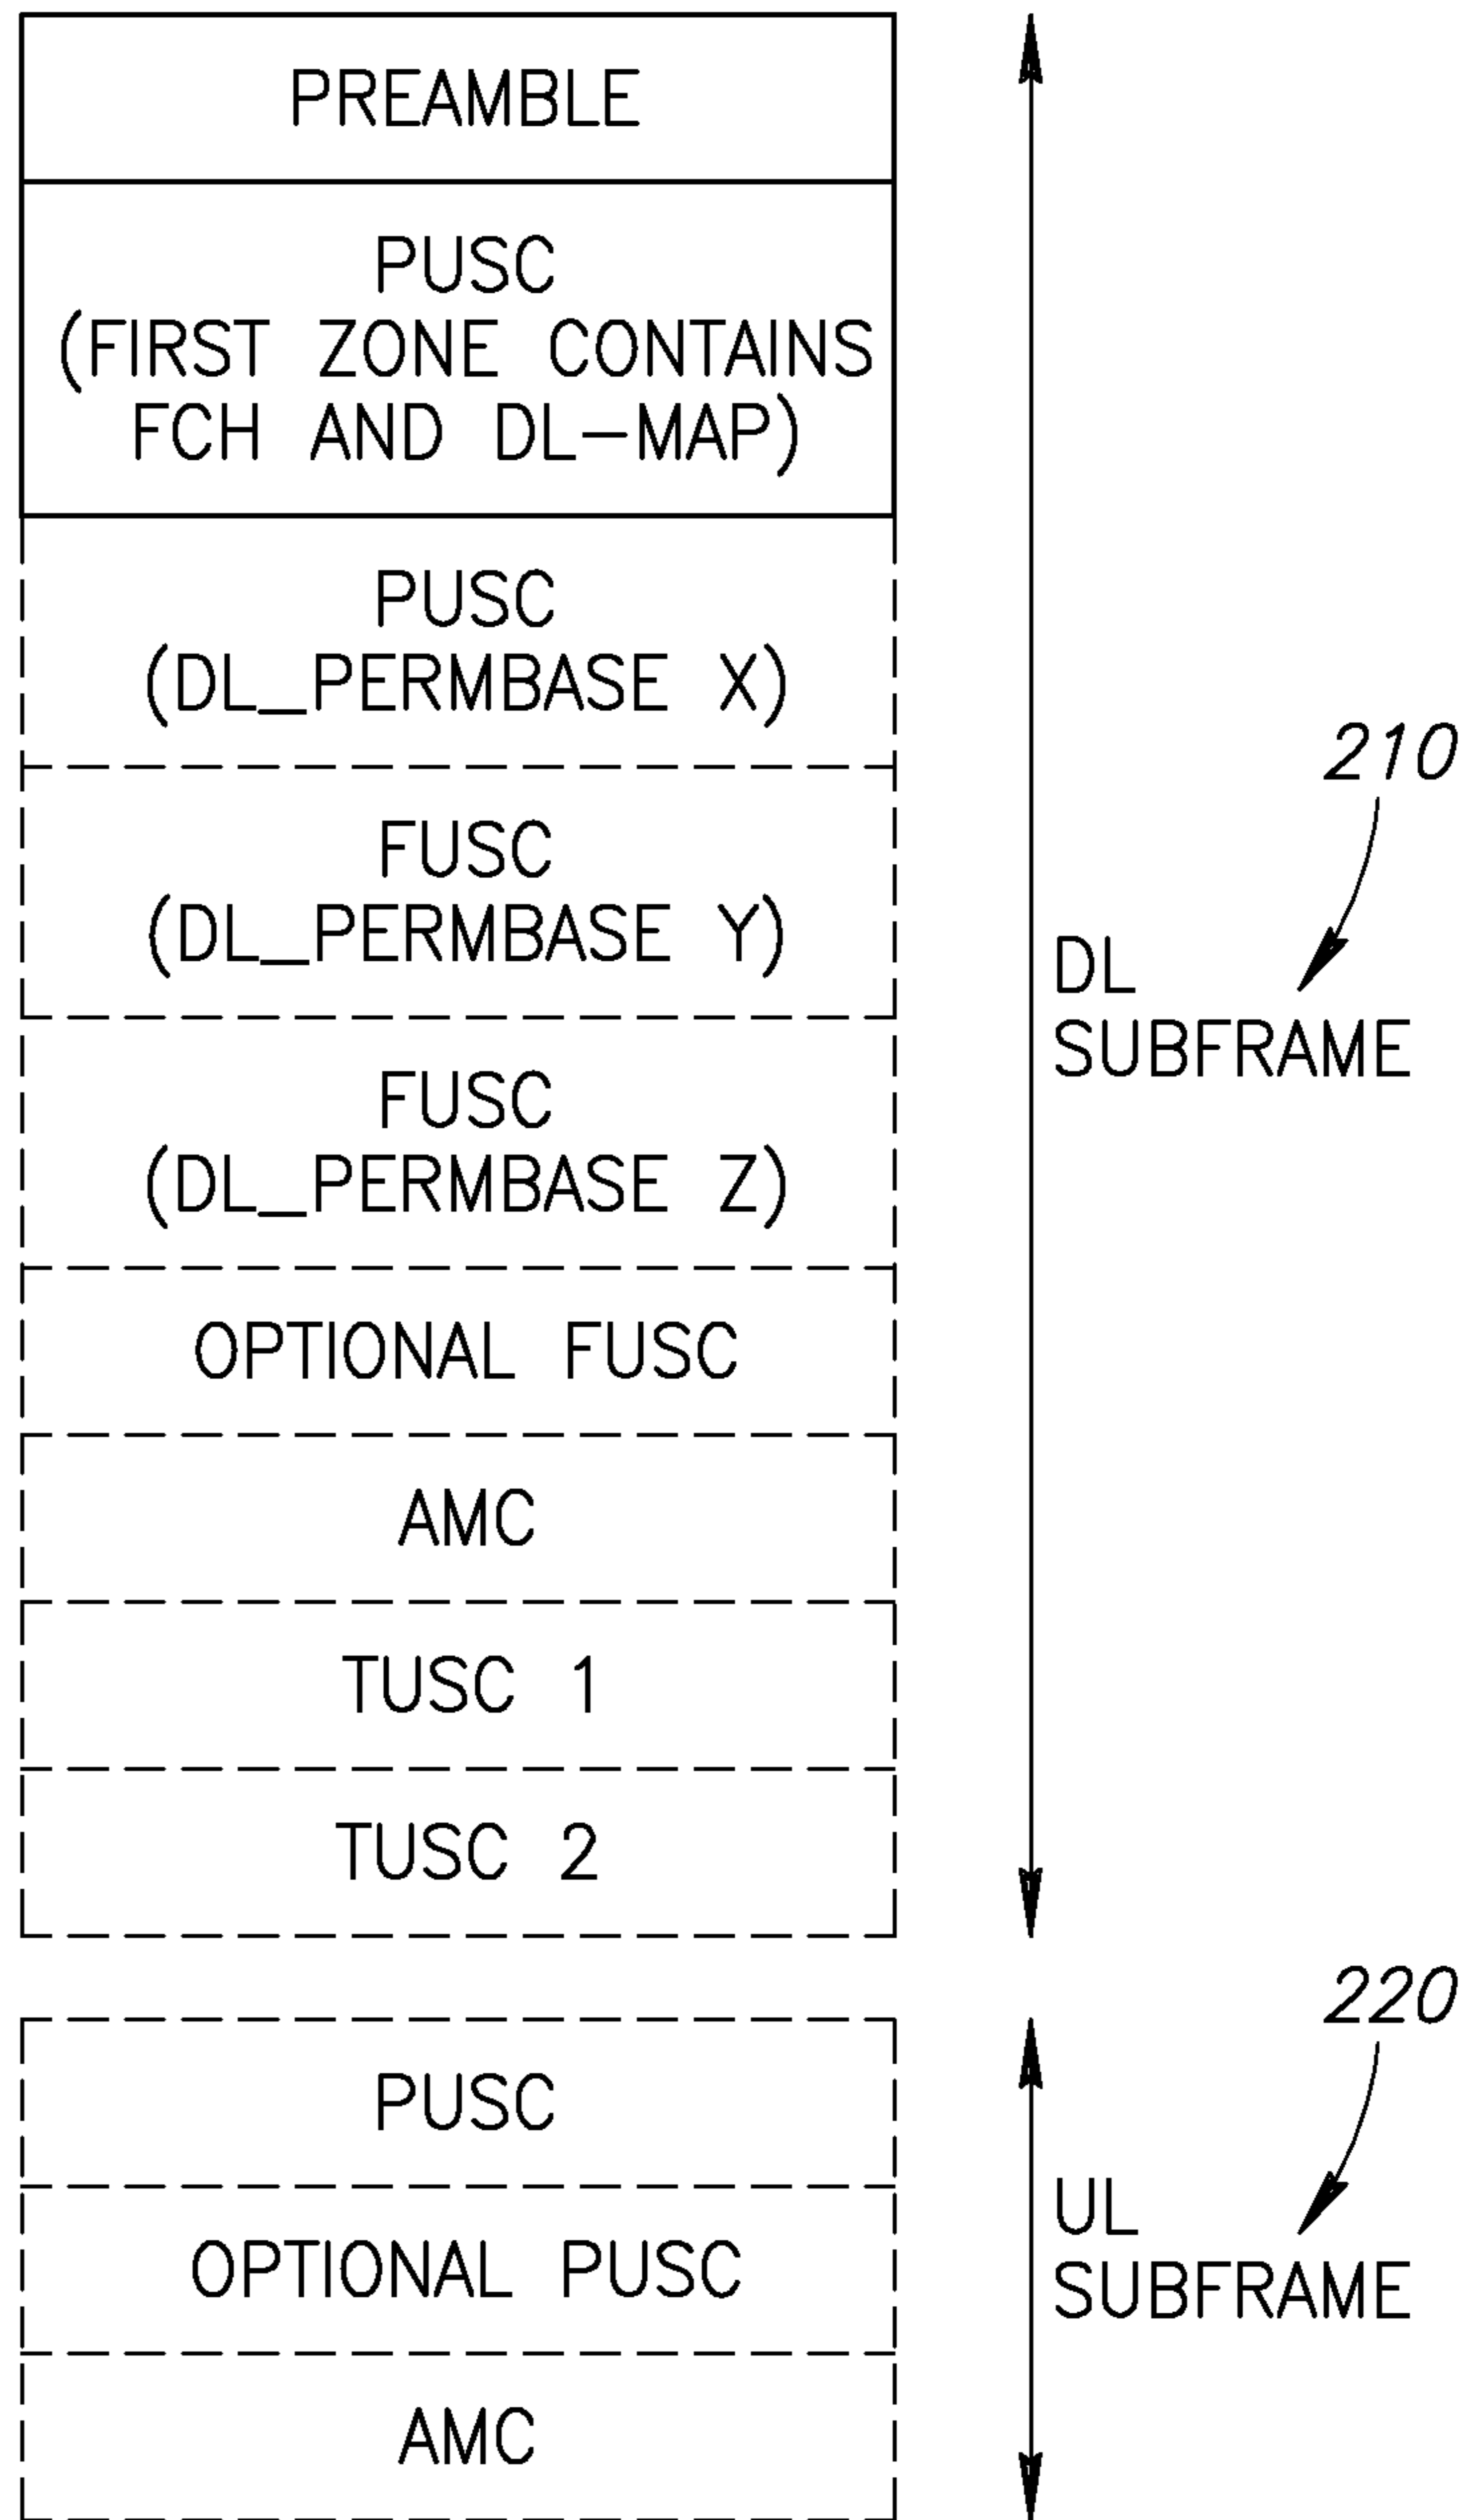 PREAMBLE
PUSC
(FIRST ZONE CONTAINS
FCH AND DL-MAP)
PUSC
(DL_PERMBASE X)
FUSC
(DL_PERMBASE Y)
FUSC
(DL_PERMBASE Z)
OPTIONAL FUSC
AMC
TUSC 1
TUSC 2
210
DL
SUBFRAME
PUSC
OPTIONAL PUSC
AMC
220
UL
SUBFRAME